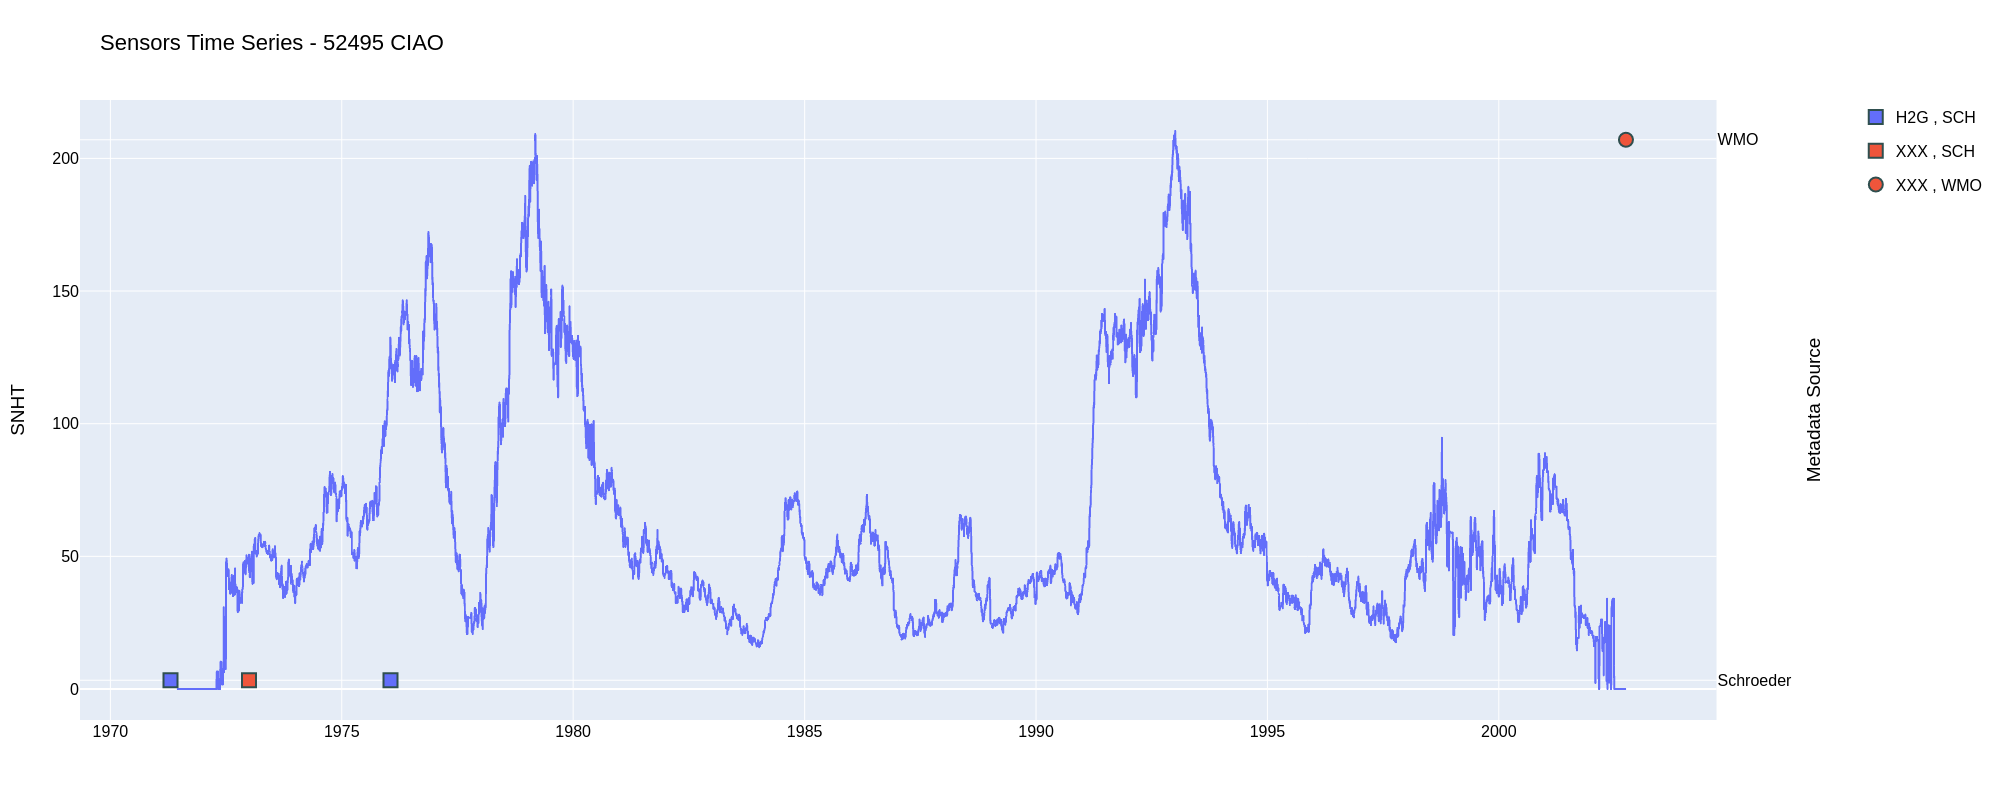 Sensors Time Series - 52495 CIAO
SNHT
200
150
100
50
0
1970
1975
1980
1985
1990
1995
2000
WMO
Schroeder
Metadata Source
H2G , SCH
XXX , SCH
XXX , WMO